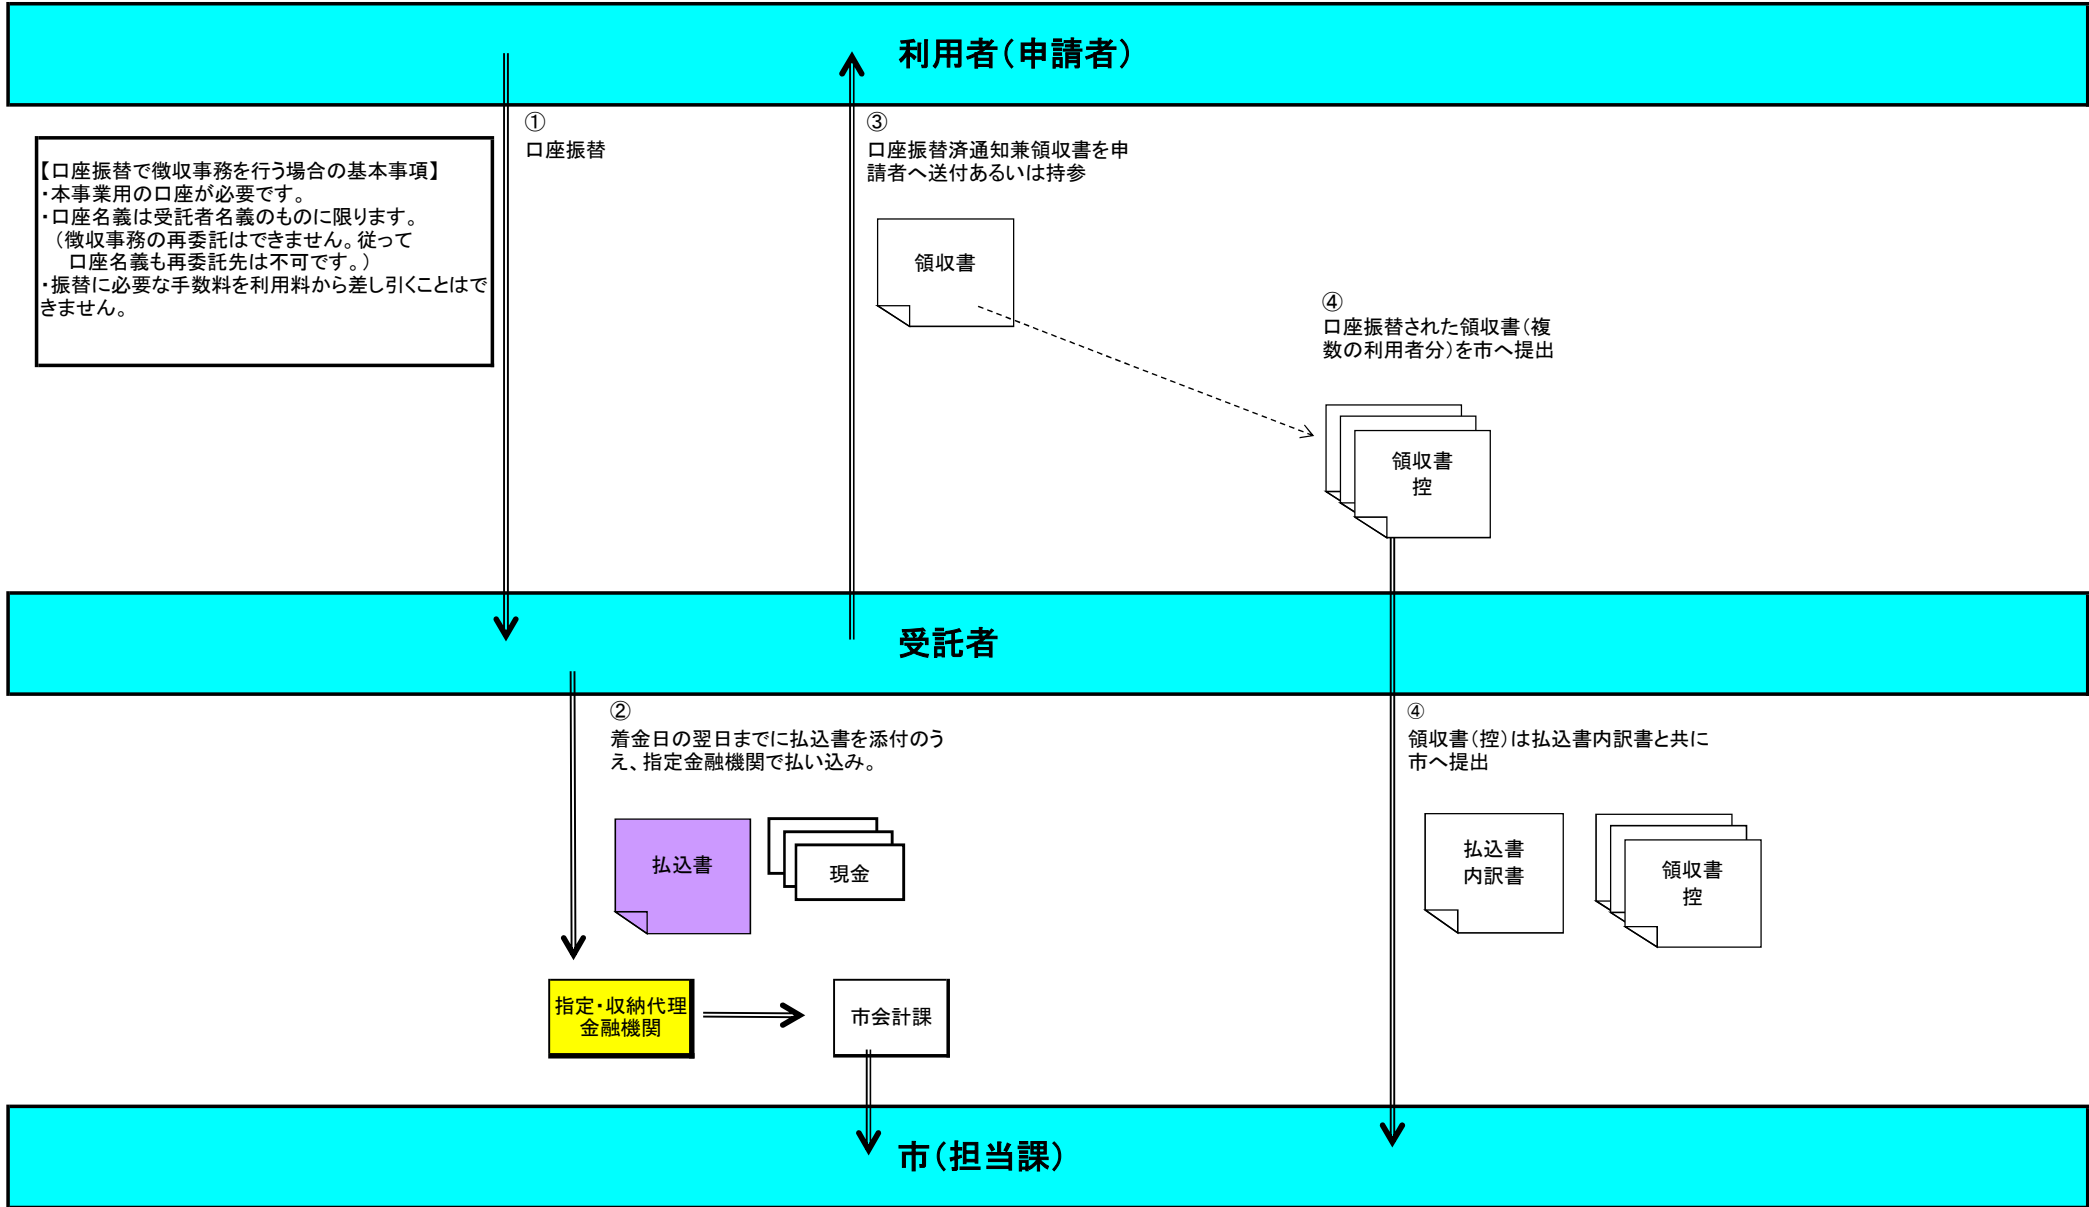 利用者（申請者）
①
口座振替
③
口座振替済通知兼領収書を申
請者へ送付あるいは持参
【口座振替で徴収事務を行う場合の基本事項】
・本事業用の口座が必要です。
・口座名義は受託者名義のものに限ります。
（徴収事務の再委託はできません。従って
口座名義も再委託先は不可です。）
・振替に必要な手数料を利用料から差し引くことはで
きません。
領収書
④
口座振替された領収書（複
数の利用者分）を市へ提出
領収書
控
受託者
②
着金日の翌日までに払込書を添付のう
え、指定金融機関で払い込み。
④
領収書（控）は払込書内訳書と共に
市へ提出
払込書
現金
払込書
内訳書
領収書
控
指定・収納代理
金融機関
市会計課
市（担当課）